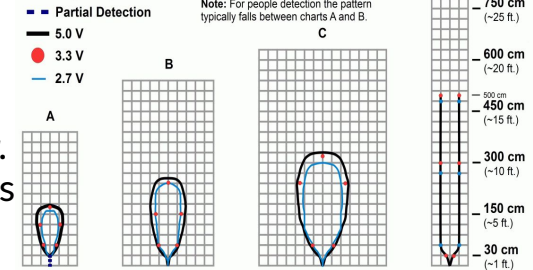 Partial Detection
5.0 V
3.3 V
2.7 V
Note: For people detection the pattern
typically falls between charts A and B.
A
B
C
s
750 cm
(~25 ft.)
600 cm
(~20 ft.)
500 cm
450 cm
(~15 ft.)
300 cm
(~10 ft.)
150 cm
(~5 ft.)
30 cm
(~1 ft.)